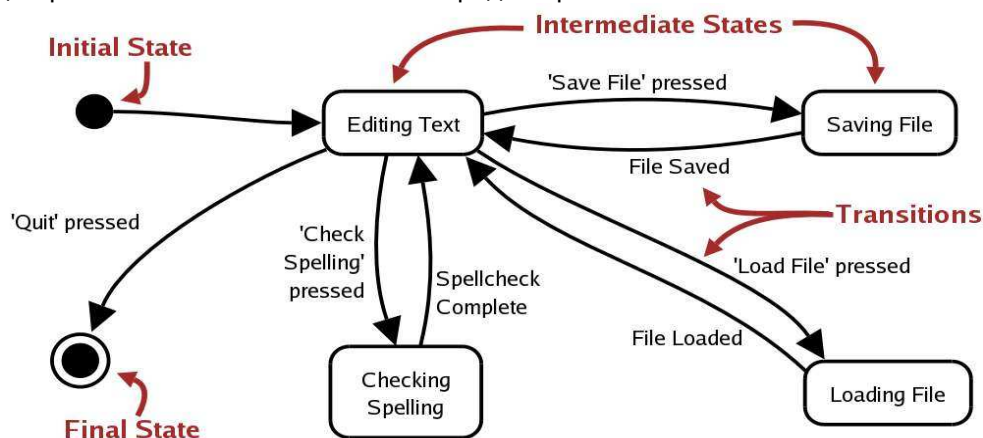 Intermediate States
Initial State
'Save File' pressed
Editing Text
Saving File
File Saved
Transitions
'Quit' pressed
'Check
Spelling'
pressed
Spellcheck
Complete
'Load File' pressed
File Loaded
Checking
Spelling
Loading File
Final State